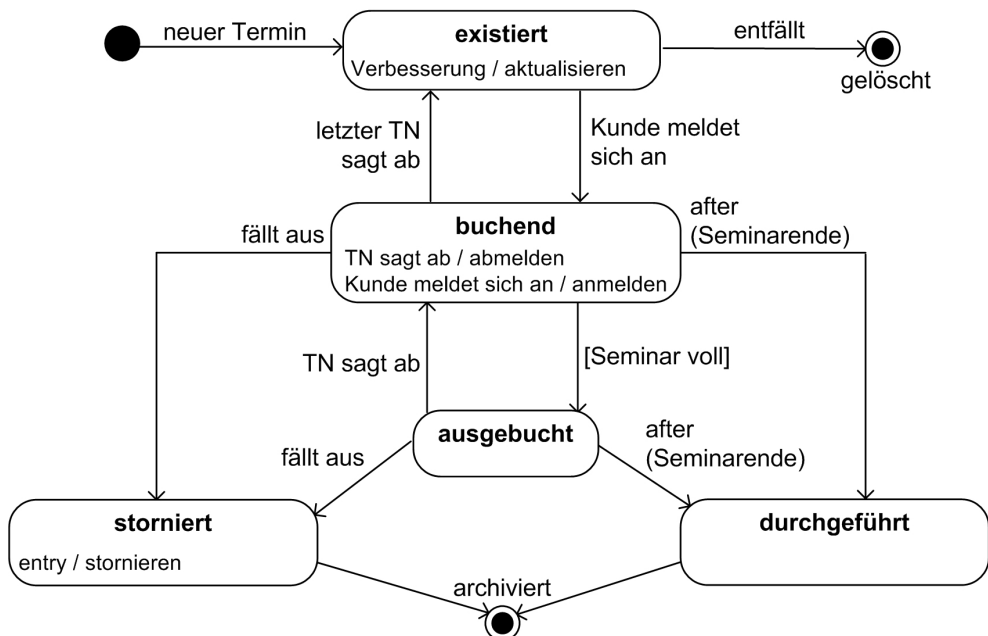 neuer Termin
existiert
Verbesserung / aktualisieren
entfällt
gelöscht
letzter TN
sagt ab
Kunde meldet
sich an
fällt aus
buchend
TN sagt ab / abmelden
Kunde meldet sich an / anmelden
after
(Seminarende)
TN sagt ab
[Seminar voll]
ausgebucht
fällt aus
after
(Seminarende)
storniert
entry / stornieren
durchgeführt
archiviert